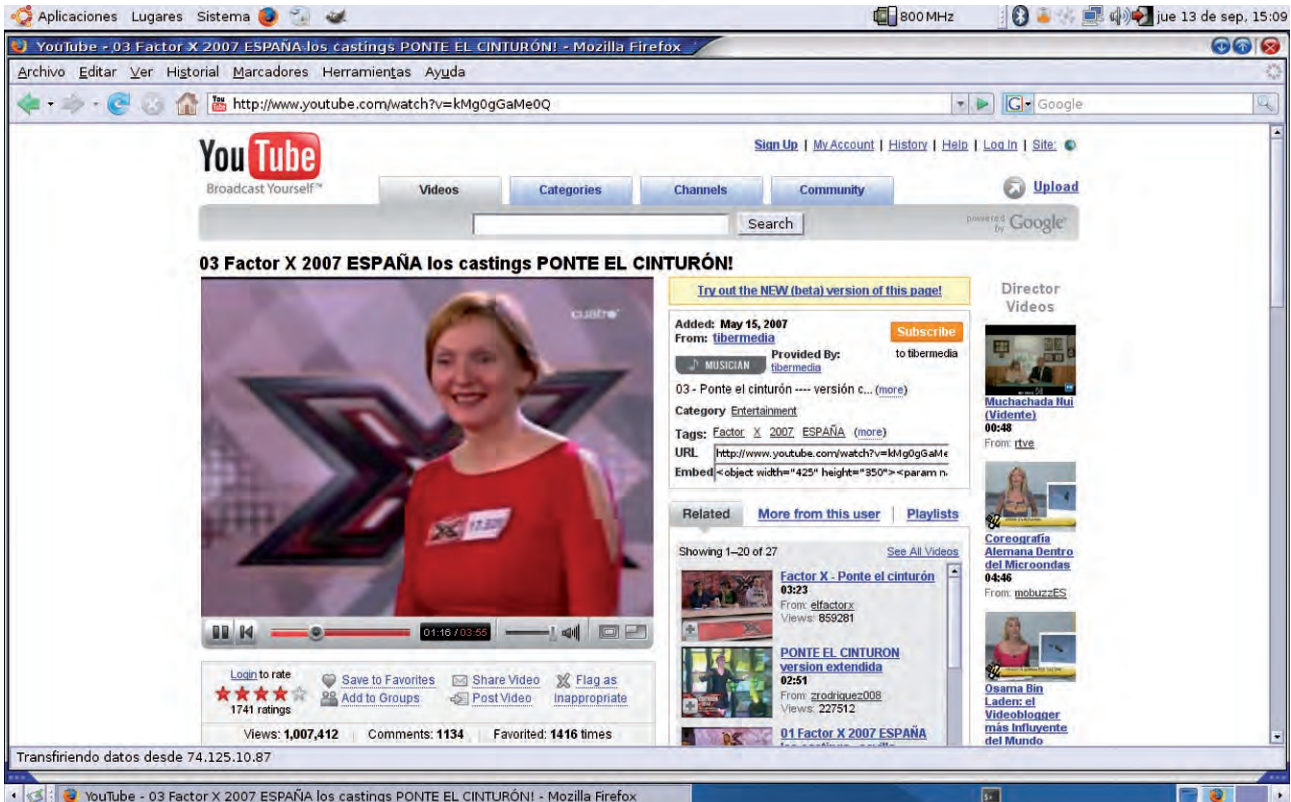 Aplicaciones Lugares Sistema 800 MHz jue 13 de sep, 15:09
YouTube - 03 Factor X 2007 ESPAÑA los castings PONTE EL CINTURÓN! - Mozilla Firefox
Archivo Editar Ver Historial Marcadores Herramientas Ayuda
http://www.youtube.com/watch?v=kMg0gGaMe0Q G Google
You Tube
Broadcast Yourself™
Sign Up | My Account | History | Help | Log In | Site:
Videos Categories Channels Community Upload
Search powered by Google
03 Factor X 2007 ESPAÑA los castings PONTE EL CINTURÓN!
cuatro
01:16 / 03:55
Login to rate
1741 ratings
Save to Favorites Share Video Flag as Inappropriate
Add to Groups Post Video
Views: 1,007,412 Comments: 1134 Favorited: 1416 times
Try out the NEW (beta) version of this page!
Added: May 15, 2007
From: tibermedia
Subscribe
to tibermedia
MUSICIAN Provided By:
tibermedia
03 - Ponte el cinturón ---- versión c... (more)
Category Entertainment
Tags: Factor X 2007 ESPAÑA (more)
URL http://www.youtube.com/watch?v=kMg0gGaMe
Embed <object width="425" height="350"><param n
Related More from this user | Playlists
Showing 1–20 of 27 See All Videos
Factor X - Ponte el cinturón
03:23
From: elfactorx
Views: 859281
PONTE EL CINTURON
version extendida
02:51
From: zrodriguez008
Views: 227512
01 Factor X 2007 ESPAÑA
Director
Videos
Muchachada Nui
(Vidente)
00:48
From: rtve
Coreografía
Alemana Dentro
del Microondas
04:46
From: mobuzzES
Osama Bin
Laden: el
Videoblogger
más Influyente
del Mundo
Transfiriendo datos desde 74.125.10.87
YouTube - 03 Factor X 2007 ESPAÑA los castings PONTE EL CINTURÓN! - Mozilla Firefox